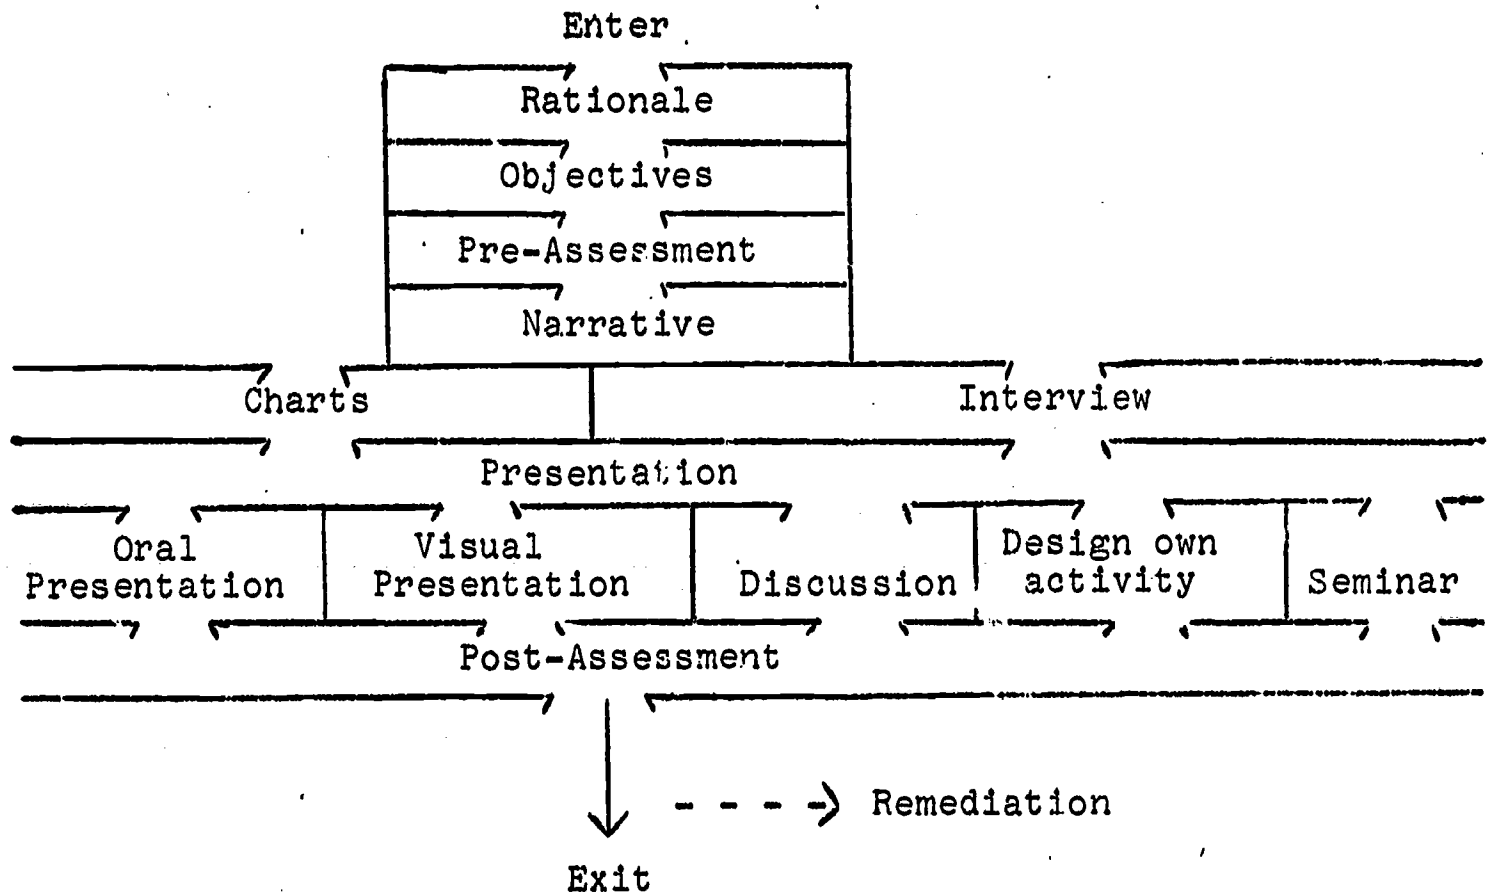 Enter
Rationale
Objectives
Pre-Assessment
Narrative
Charts
Interview
Presentation
Oral
Presentation
Visual
Presentation
Discussion
Design own
activity
Seminar
Post-Assessment
Remediation
Exit